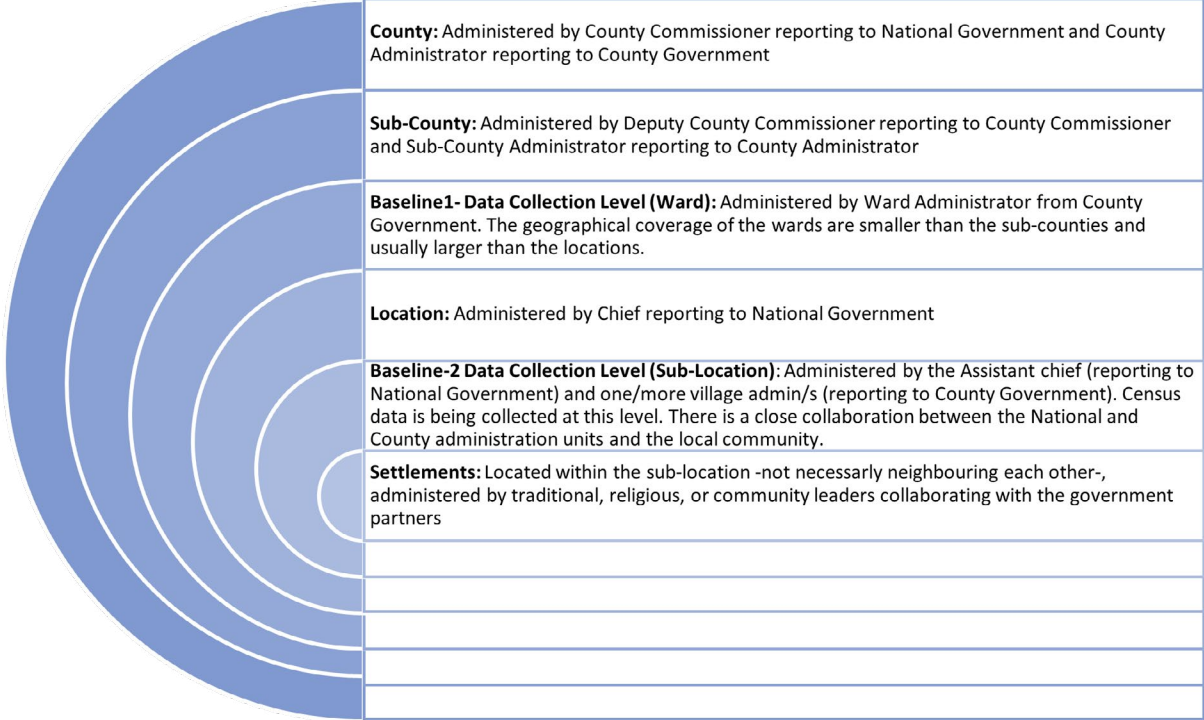 County: Administered by County Commissioner reporting to National Government and County
Administrator reporting to County Government
Sub-County: Administered by Deputy County Commissioner reporting to County Commissioner
and Sub-County Administrator reporting to County Administrator
Baseline1- Data Collection Level (Ward): Administered by Ward Administrator from County
Government. The geographical coverage of the wards are smaller than the sub-counties and
usually larger than the locations.
Location: Administered by Chief reporting to National Government
Baseline-2 Data Collection Level (Sub-Location): Administered by the Assistant chief (reporting to
National Government) and one/more village admin/s (reporting to County Government). Census
data is being collected at this level. There is a close collaboration between the National and
County administration units and the local community.
Settlements: Located within the sub-location -not necessarly neighbouring each other-,
administered by traditional, religious, or community leaders collaborating with the government
partners